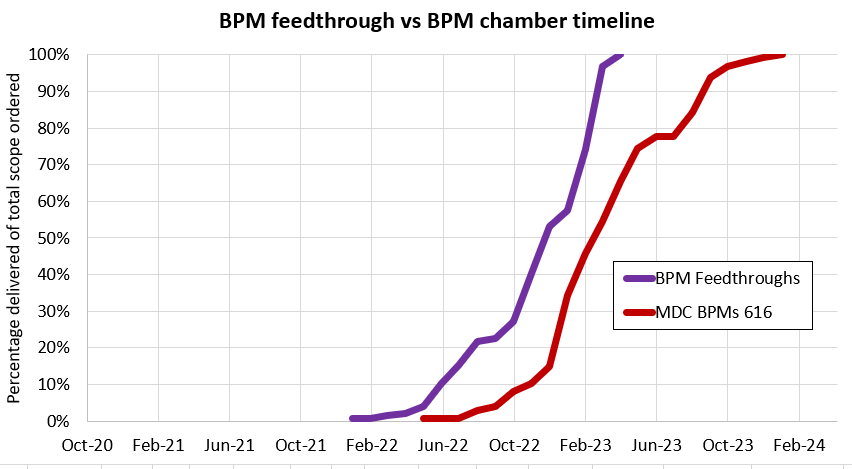 BPM feedthrough vs BPM chamber timeline
Percentage delivered of total scope ordered
100%
90%
80%
70%
60%
50%
40%
30%
20%
10%
0%
BPM Feedthroughs
MDC BPMs 616
Oct-20 Feb-21 Jun-21 Oct-21 Feb-22 Jun-22 Oct-22 Feb-23 Jun-23 Oct-23 Feb-24